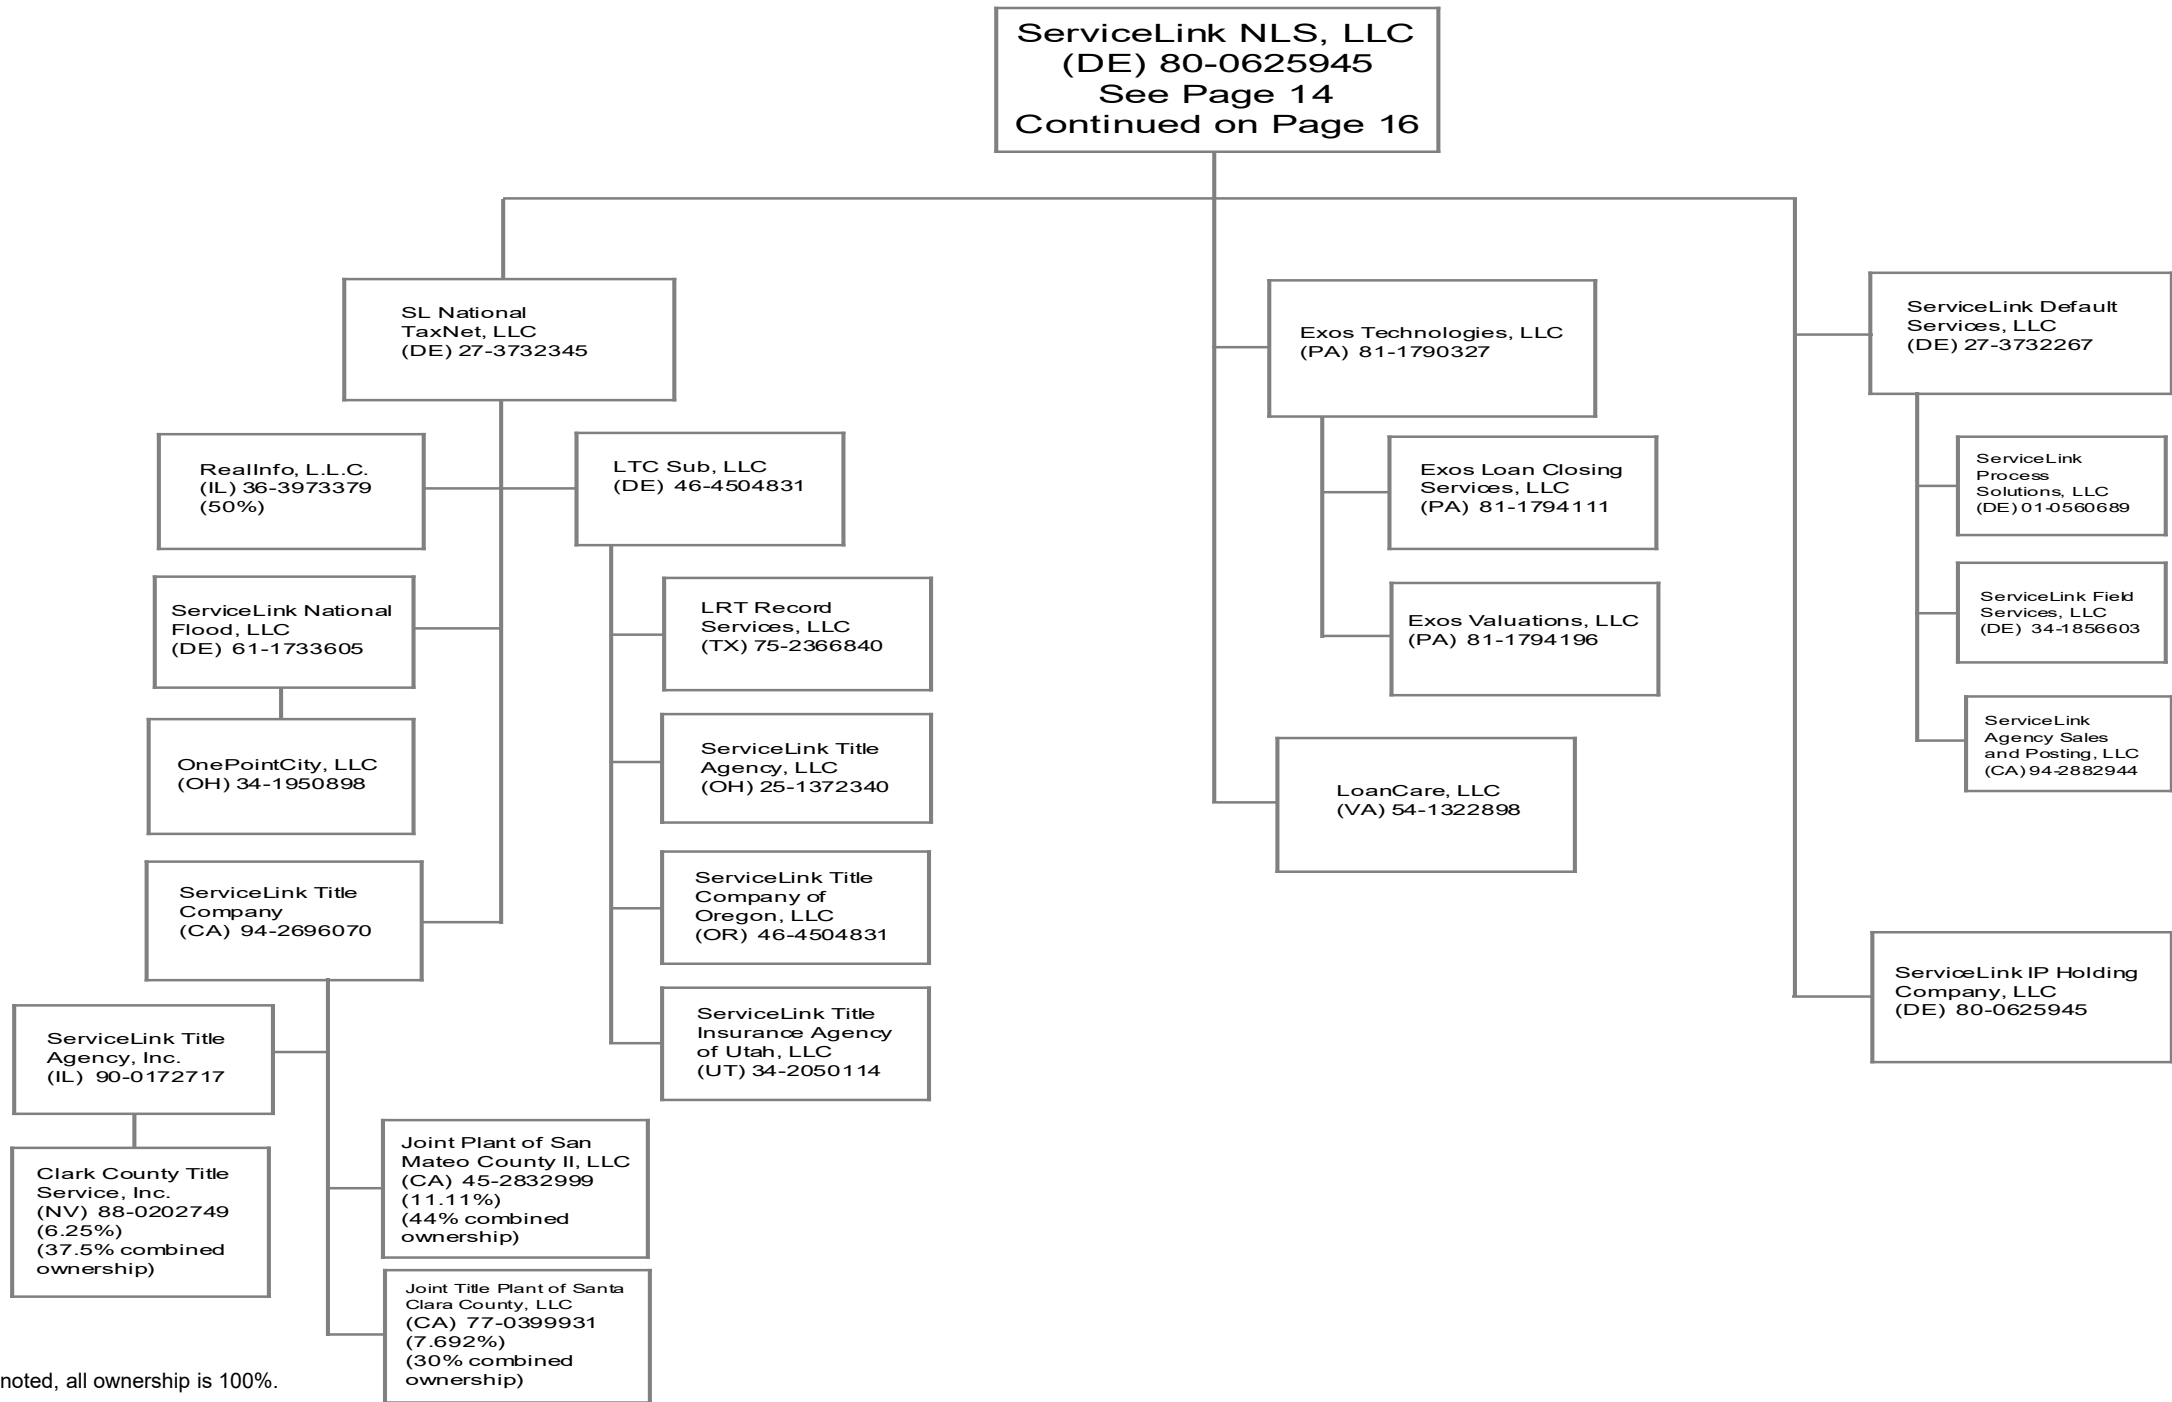 ServiceLink NLS, LLC
(DE) 80-0625945
See Page 14
Continued on Page 16
SL National
TaxNet, LLC
(DE) 27-3732345
RealInfo, L.L.C.
(IL) 36-3973379
(50%)
LTC Sub, LLC
(DE) 46-4504831
ServiceLink National
Flood, LLC
(DE) 61-1733605
OnePointCity, LLC
(OH) 34-1950898
ServiceLink Title
Company
(CA) 94-2696070
ServiceLink Title
Agency, Inc.
(IL) 90-0172717
Clark County Title
Service, Inc.
(NV) 88-0202749
(6.25%)
(37.5% combined
ownership)
Joint Plant of San
Mateo County II, LLC
(CA) 45-2832999
(11.11%)
(44% combined
ownership)
Joint Title Plant of Santa
Clara County, LLC
(CA) 77-0399931
(7.692%)
(30% combined
ownership)
LRT Record
Services, LLC
(TX) 75-2366840
ServiceLink Title
Agency, LLC
(OH) 25-1372340
ServiceLink Title
Company of
Oregon, LLC
(OR) 46-4504831
ServiceLink Title
Insurance Agency
of Utah, LLC
(UT) 34-2050114
Exos Technologies, LLC
(PA) 81-1790327
Exos Loan Closing
Services, LLC
(PA) 81-1794111
Exos Valuations, LLC
(PA) 81-1794196
LoanCare, LLC
(VA) 54-1322898
ServiceLink Default
Services, LLC
(DE) 27-3732267
ServiceLink
Process
Solutions, LLC
(DE) 01-0560689
ServiceLink Field
Services, LLC
(DE) 34-1856603
ServiceLink
Agency Sales
and Posting, LLC
(CA) 94-2882944
ServiceLink IP Holding
Company, LLC
(DE) 80-0625945
noted, all ownership is 100%.